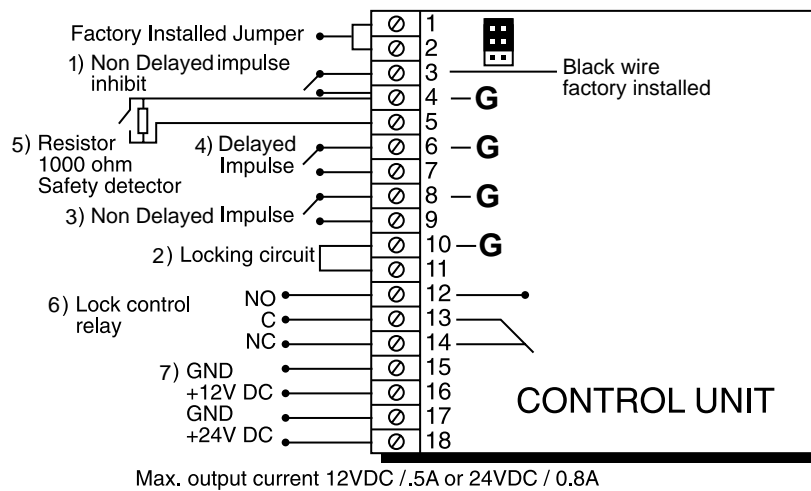 Factory Installed Jumper
1) Non Delayed impulse
inhibit
5) Resistor
1000 ohm
Safety detector
4) Delayed
Impulse
3) Non Delayed Impulse
2) Locking circuit
6) Lock control
relay
NO
C
NC
7) GND
+12V DC
GND
+24V DC
1
2
3
4
5
6
7
8
9
10
11
12
13
14
15
16
17
18
Black wire
factory installed
G
G
G
G
CONTROL UNIT
Max. output current 12VDC /.5A or 24VDC / 0.8A